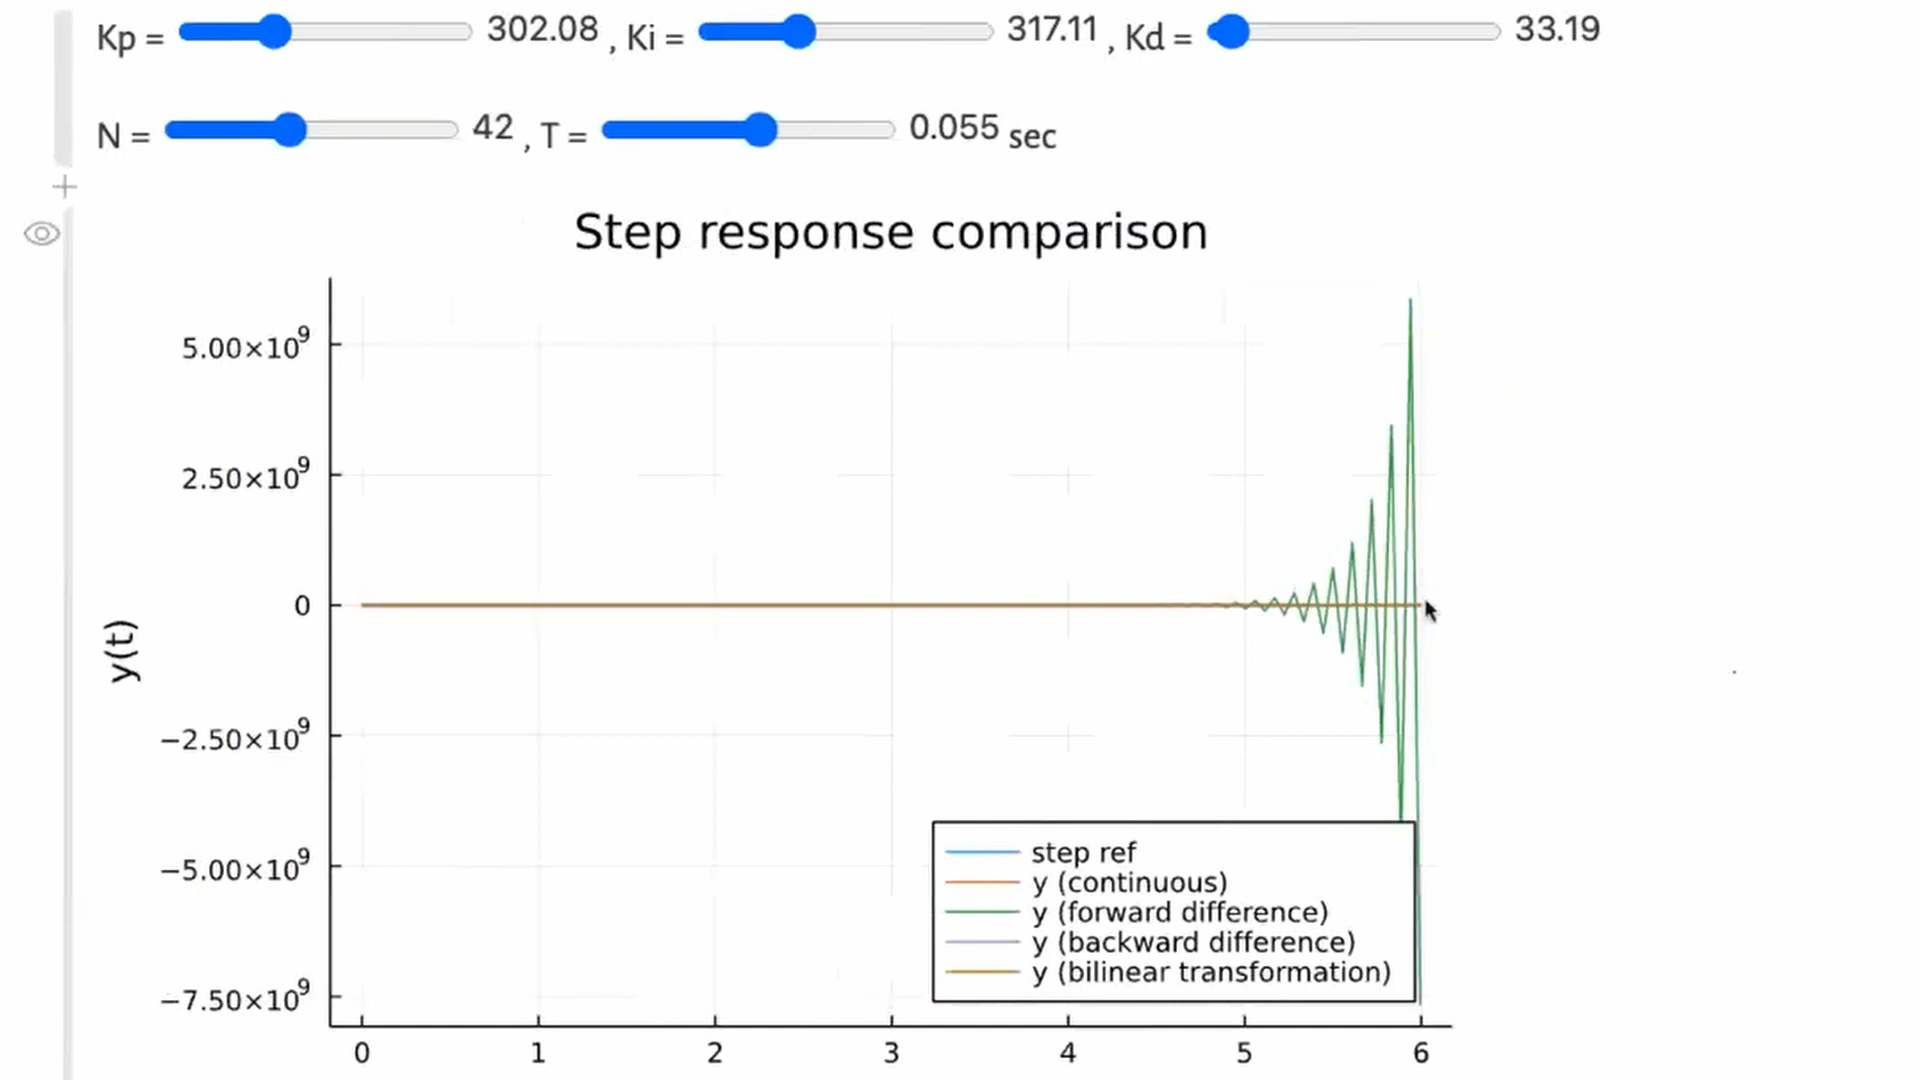 Kp = 302.08 , Ki = 317.11 , Kd = 33.19
N = 42 , T = 0.055 sec
Step response comparison
5.00×10⁹
2.50×10⁹
0
−2.50×10⁹
−5.00×10⁹
−7.50×10⁹
y(t)
step ref
y (continuous)
y (forward difference)
y (backward difference)
y (bilinear transformation)
0 1 2 3 4 5 6